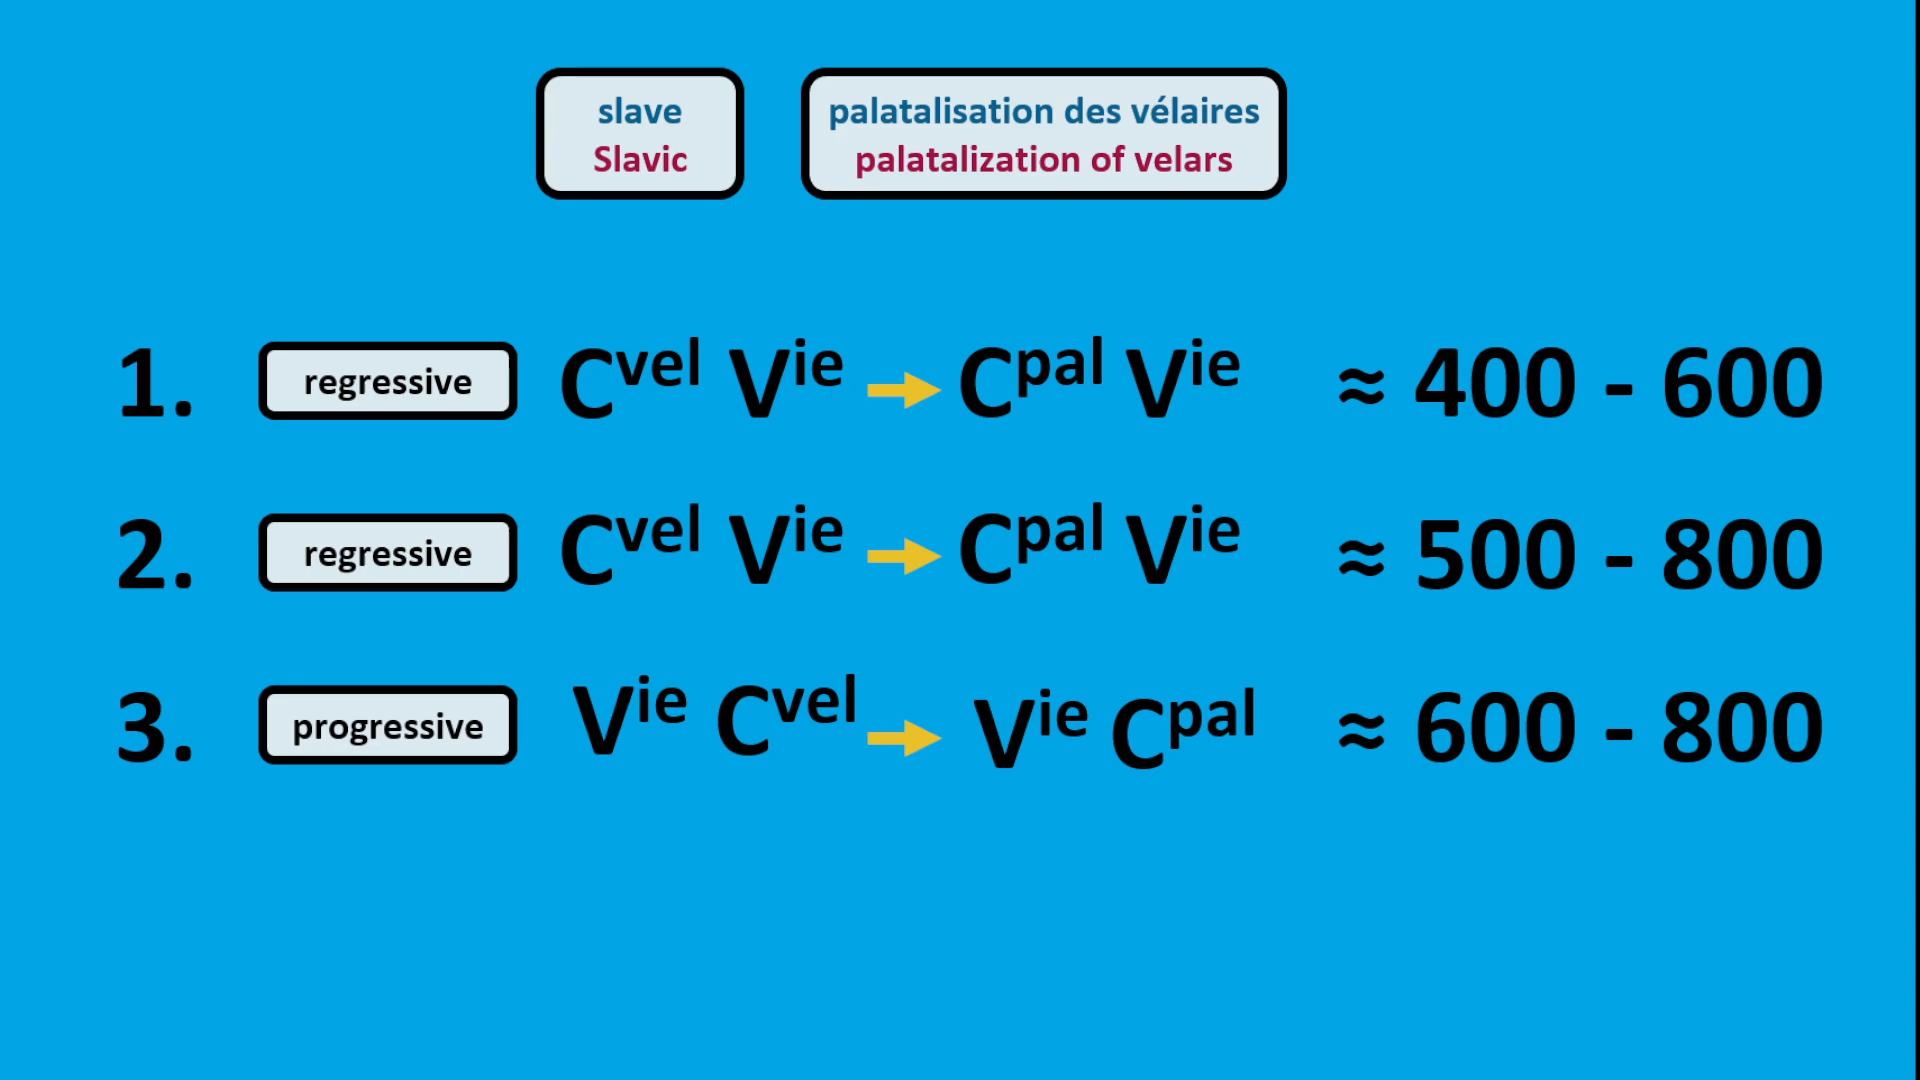 slave
Slavic
palatalisation des vélaires
palatalization of velars
1. regressive Cvel Vie → Cpal Vie ≈ 400 - 600
2. regressive Cvel Vie → Cpal Vie ≈ 500 - 800
3. progressive Vie Cvel → Vie Cpal ≈ 600 - 800